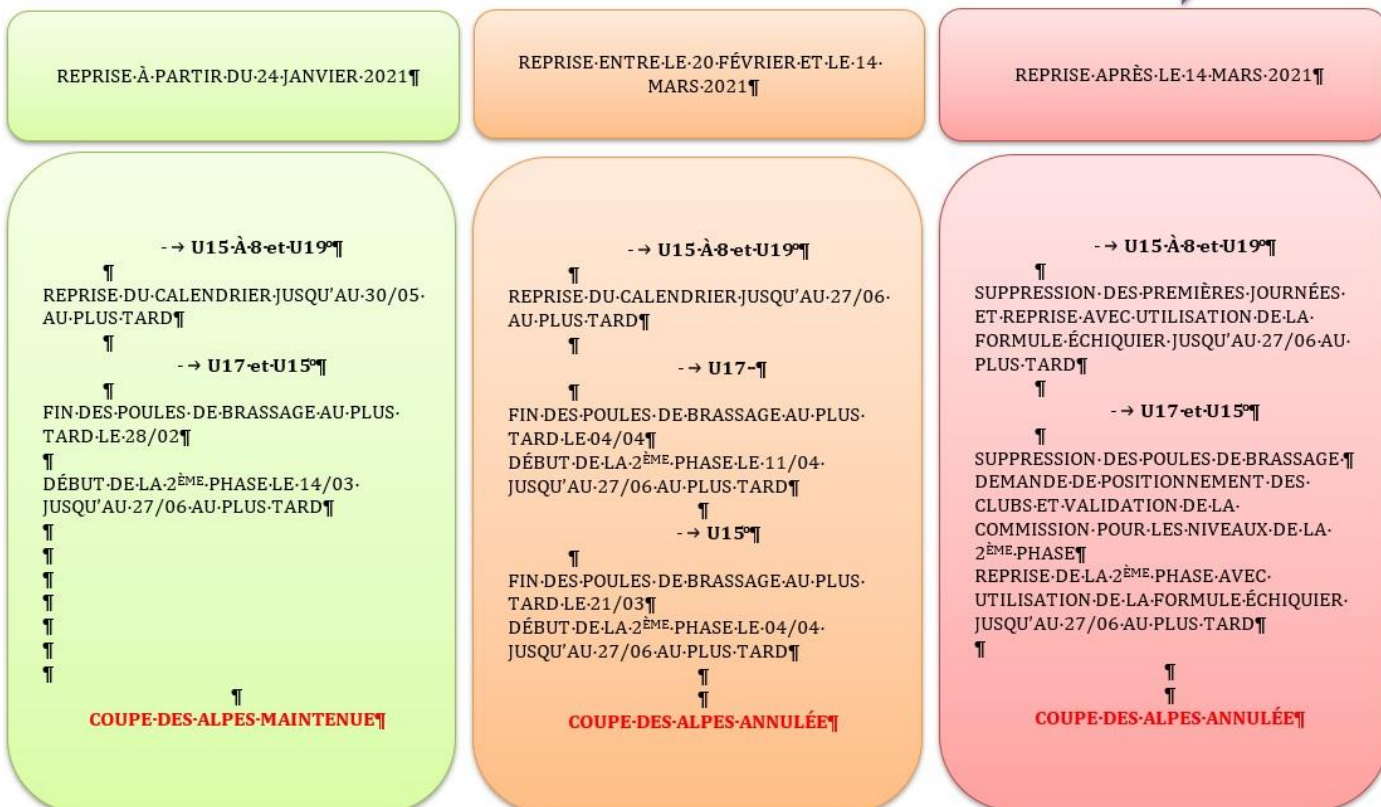 REPRISE·À·PARTIR·DU·24·JANVIER·2021¶
REPRISE·ENTRE·LE·20·FÉVRIER·ET·LE·14·
MARS·2021¶
REPRISE·APRÈS·LE·14·MARS·2021¶
-→U15·À·8·et·U19º¶
¶
REPRISE·DU·CALENDRIER·JUSQU'AU·30/05·
AU·PLUS·TARD¶
¶
-→U17·et·U15º¶
¶
FIN·DES·POULES·DE·BRASSAGE·AU·PLUS·
TARD·LE·28/02¶
¶
DÉBUT·DE·LA·2ÈME·PHASE·LE·14/03·
JUSQU'AU·27/06·AU·PLUS·TARD¶
¶
¶
¶
¶
¶
¶
¶
¶
COUPE·DES·ALPES·MAINTENUE¶
-→U15·À·8·et·U19º¶
¶
REPRISE·DU·CALENDRIER·JUSQU'AU·27/06·
AU·PLUS·TARD¶
¶
-→U17-¶
¶
FIN·DES·POULES·DE·BRASSAGE·AU·PLUS·
TARD·LE·04/04¶
DÉBUT·DE·LA·2ÈME·PHASE·LE·11/04·
JUSQU'AU·27/06·AU·PLUS·TARD¶
¶
-→U15º¶
¶
FIN·DES·POULES·DE·BRASSAGE·AU·PLUS·
TARD·LE·21/03¶
DÉBUT·DE·LA·2ÈME·PHASE·LE·04/04·
JUSQU'AU·27/06·AU·PLUS·TARD¶
¶
¶
COUPE·DES·ALPES·ANNULÉE¶
-→U15·À·8·et·U19º¶
¶
SUPPRESSION·DES·PREMIÈRES·JOURNÉES·
ET·REPRISE·AVEC·UTILISATION·DE·LA·
FORMULE·ÉCHIQUIER·JUSQU'AU·27/06·AU·
PLUS·TARD¶
¶
-→U17·et·U15º¶
¶
SUPPRESSION·DES·POULES·DE·BRASSAGE·¶
DEMANDE·DE·POSITIONNEMENT·DES·
CLUBS·ET·VALIDATION·DE·LA·
COMMISSION·POUR·LES·NIVEAUX·DE·LA·
2ÈME·PHASE¶
REPRISE·DE·LA·2ÈME·PHASE·AVEC·
UTILISATION·DE·LA·FORMULE·ÉCHIQUIER·
JUSQU'AU·27/06·AU·PLUS·TARD¶
¶
¶
¶
COUPE·DES·ALPES·ANNULÉE¶